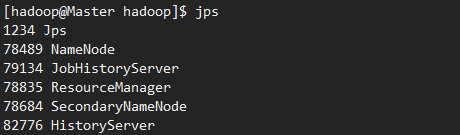 [hadoop@Master hadoop]$ jps
1234 Jps
78489 NameNode
79134 JobHistoryServer
78835 ResourceManager
78684 SecondaryNameNode
82776 HistoryServer